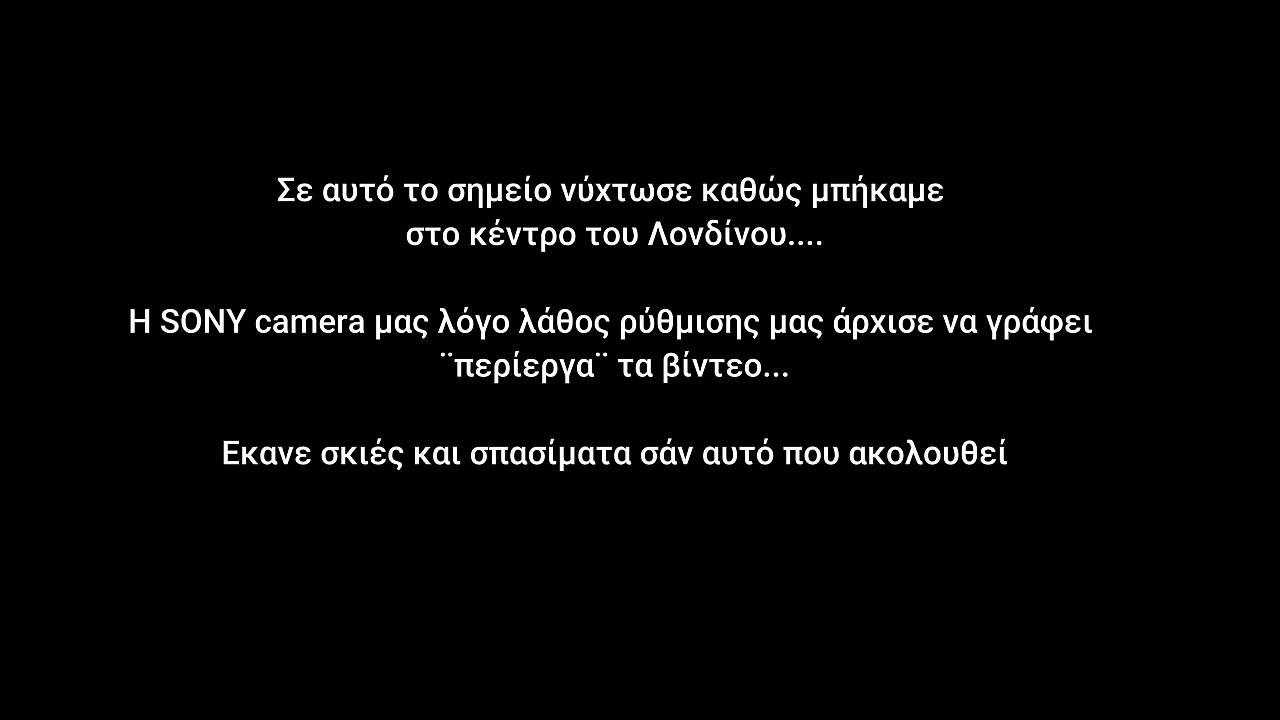 Σε αυτό το σημείο νύχτωσε καθώς μπήκαμε
στο κέντρο του Λονδίνου....
Η SONY camera μας λόγο λάθος ρύθμισης μας άρχισε να γράφει
¨περίεργα¨ τα βίντεο...
Εκανε σκιές και σπασίματα σάν αυτό που ακολουθεί